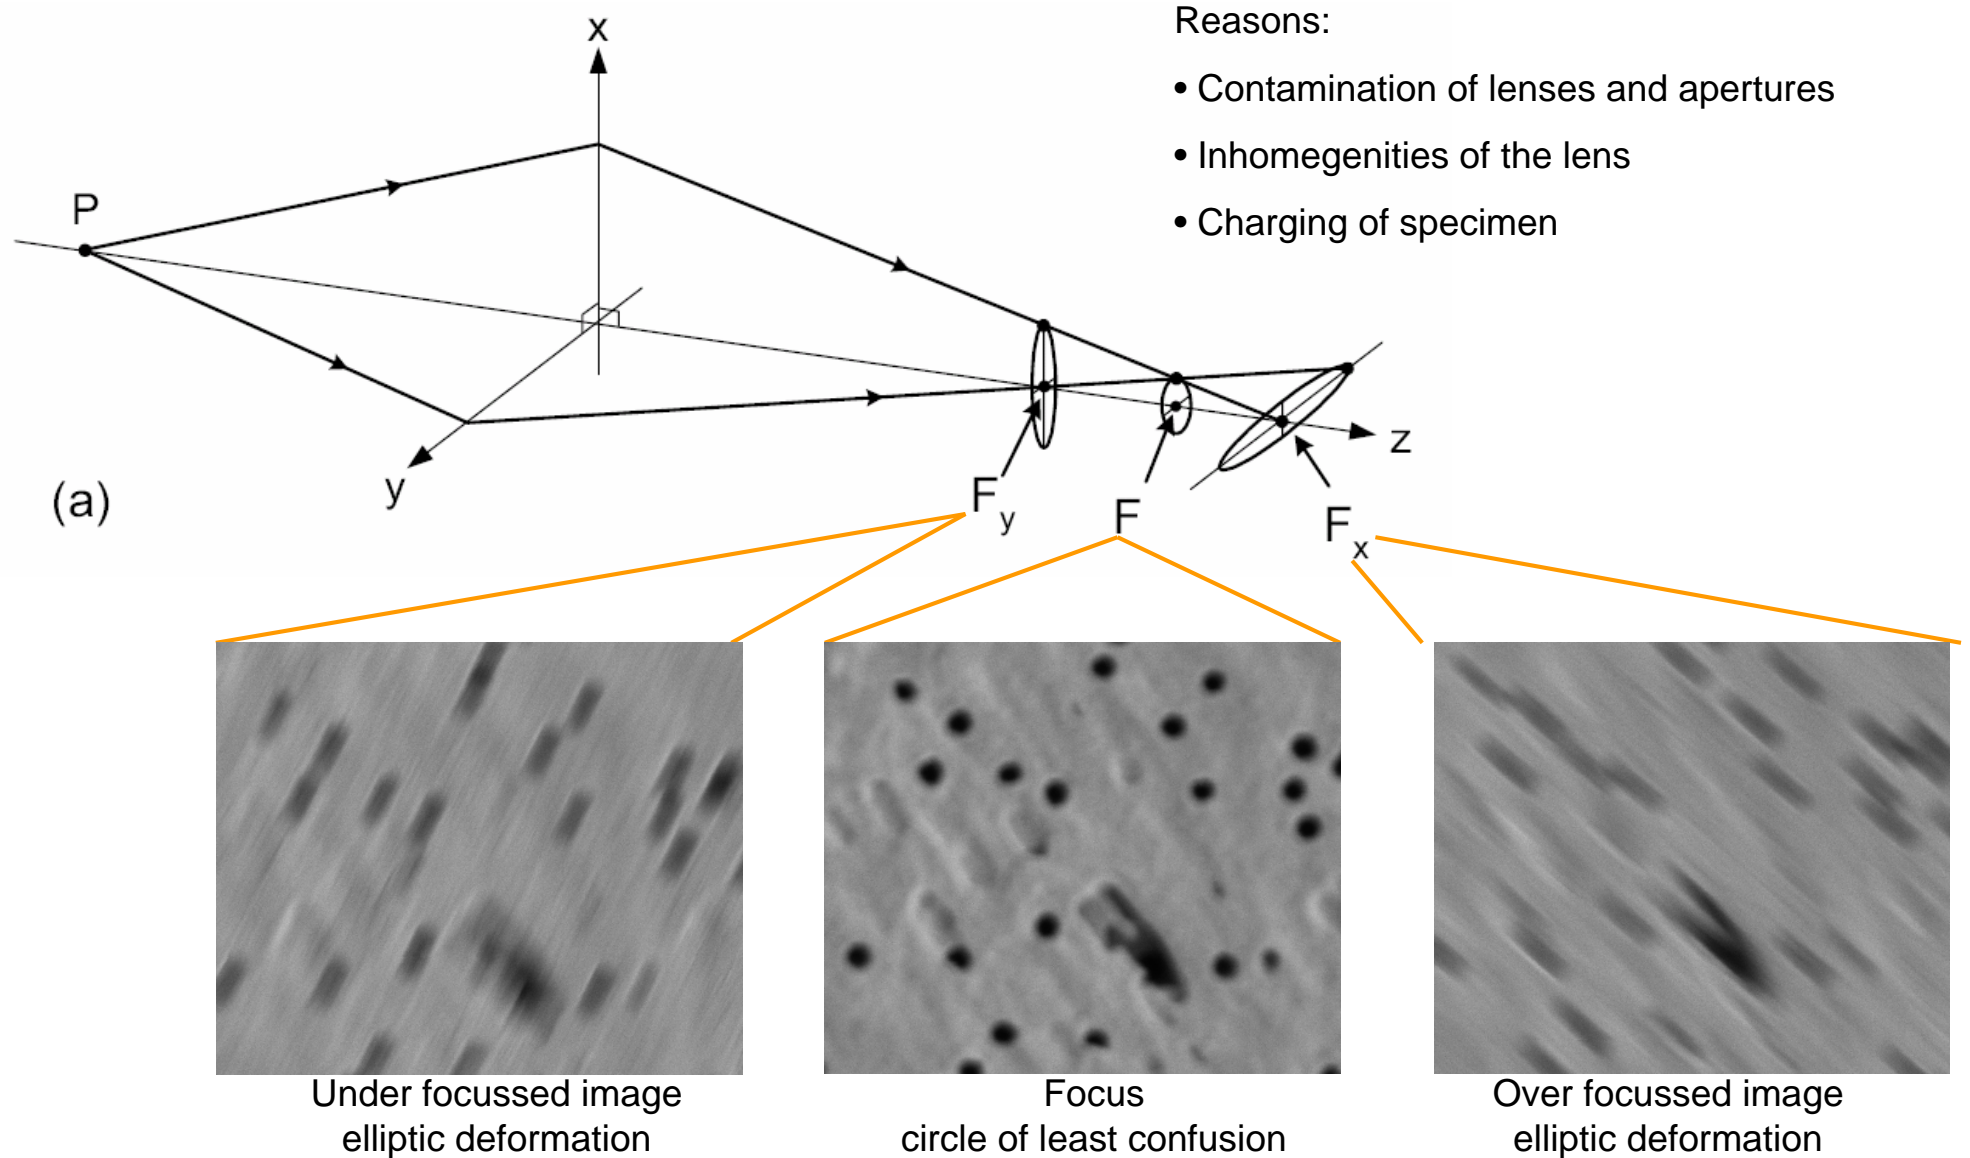 Reasons:
• Contamination of lenses and apertures
• Inhomegenities of the lens
• Charging of specimen
x
P
y
z
(a)
Fy
F
Fx
Under focussed image
elliptic deformation
Focus
circle of least confusion
Over focussed image
elliptic deformation